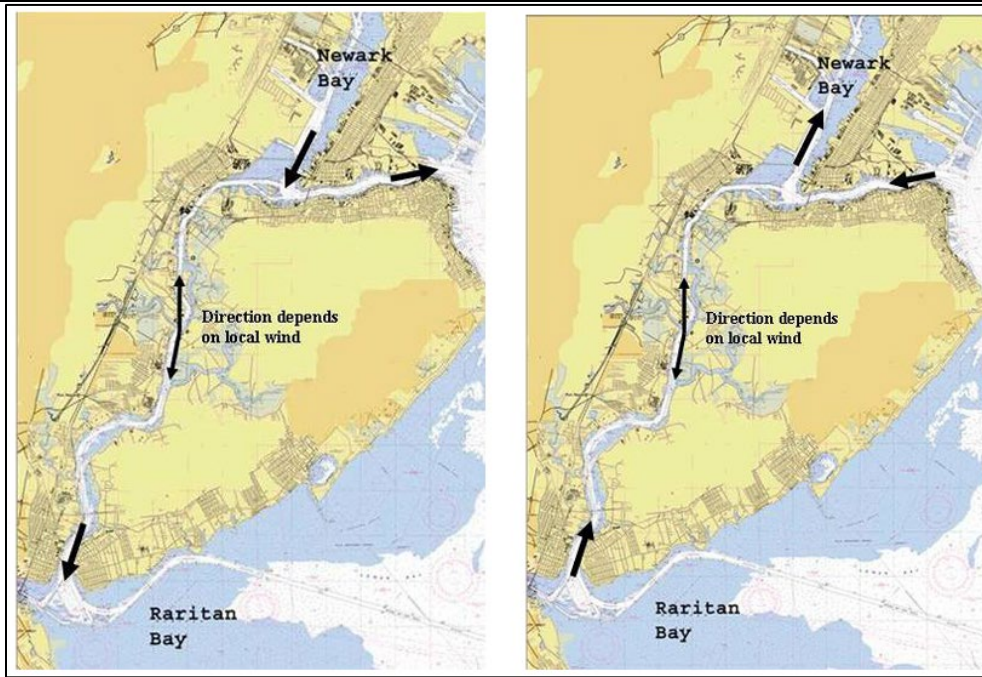 Newark
Bay
Direction depends
on local wind
Raritan
Bay
Newark
Bay
Direction depends
on local wind
Raritan
Bay